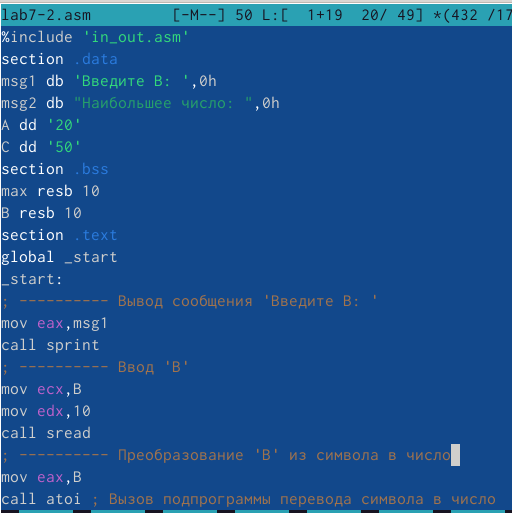 lab7-2.asm [-M--] 50 L:[ 1+19 20/ 49] *(432 /17
%include 'in_out.asm'
section .data
msg1 db 'Введите B: ',0h
msg2 db "Наибольшее число: ",0h
A dd '20'
C dd '50'
section .bss
max resb 10
B resb 10
section .text
global _start
_start:
; ---------- Вывод сообщения 'Введите B: '
mov eax,msg1
call sprint
; ---------- Ввод 'B'
mov ecx,B
mov edx,10
call sread
; ---------- Преобразование 'B' из символа в число
mov eax,B
call atoi ; Вызов подпрограммы перевода символа в число